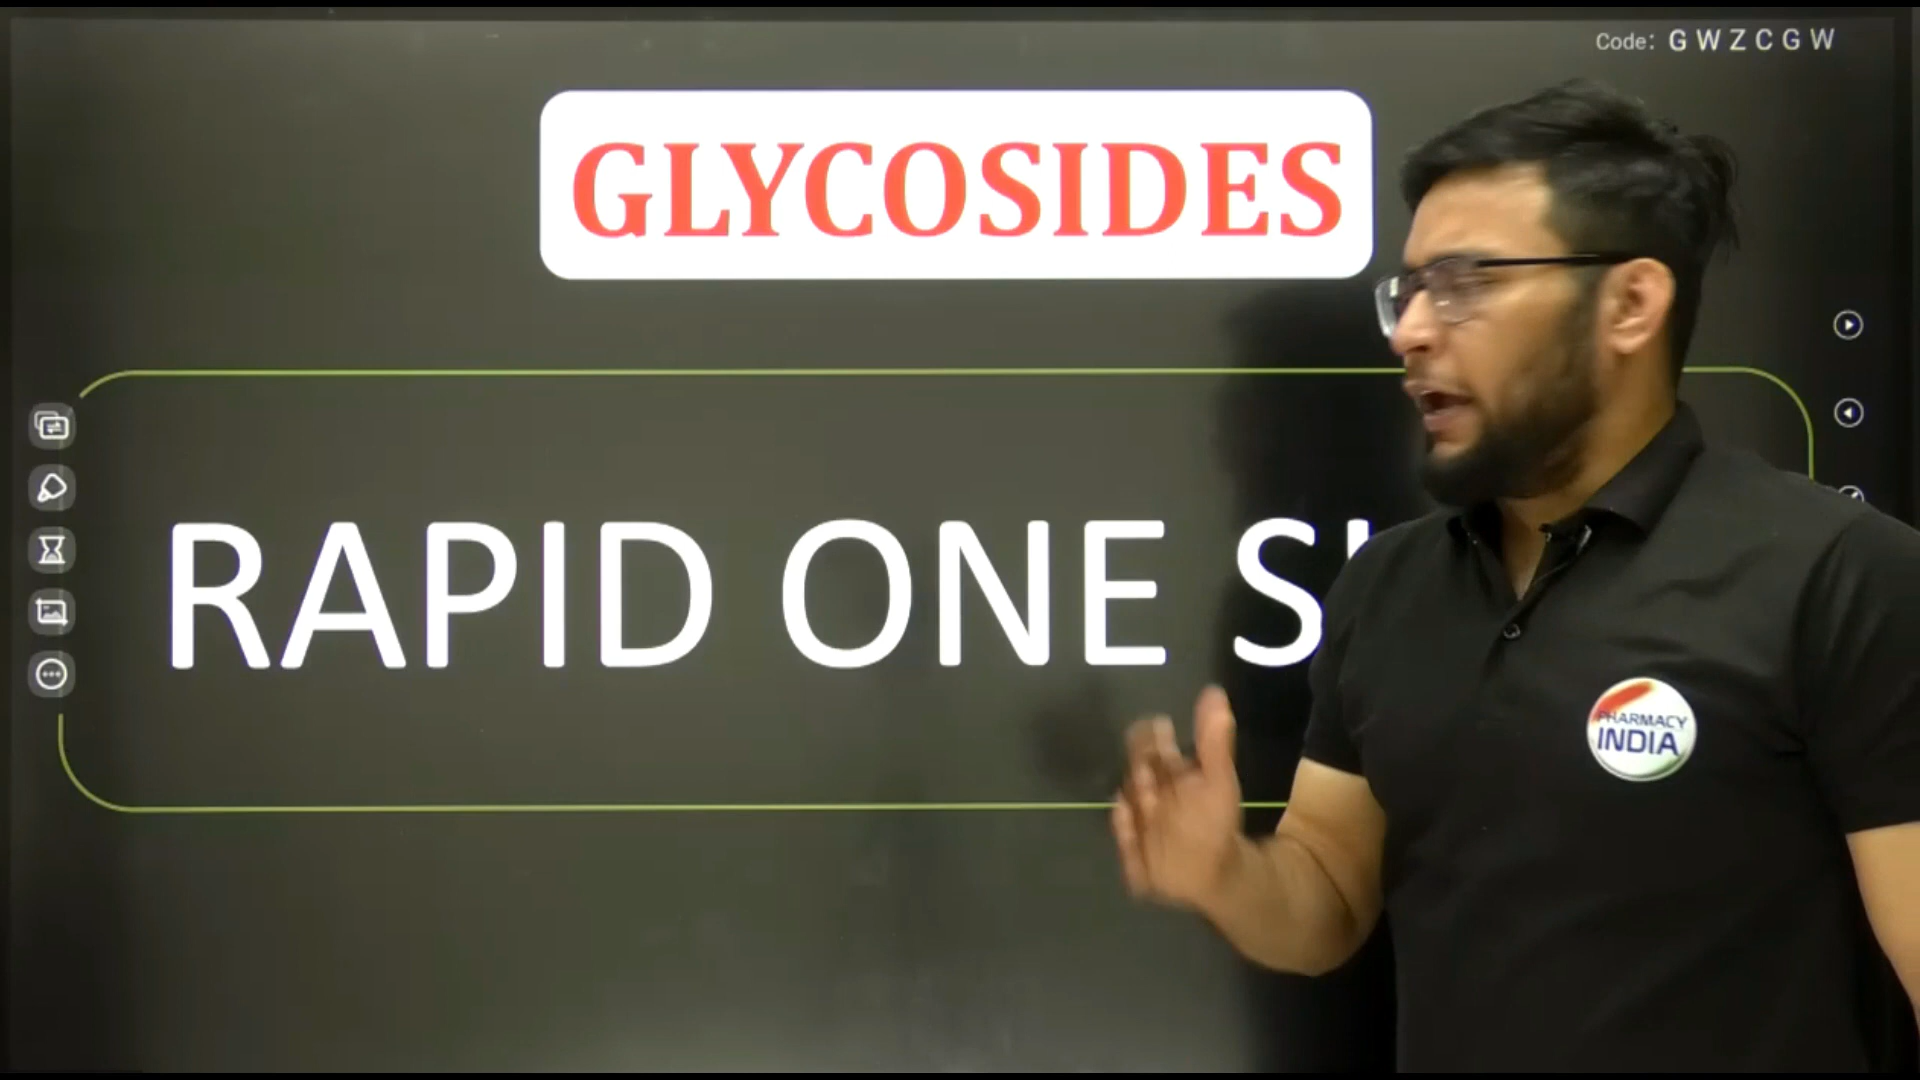 Code: GWZCGW
GLYCOSIDES
RAPID ONE
PHARMACY
INDIA